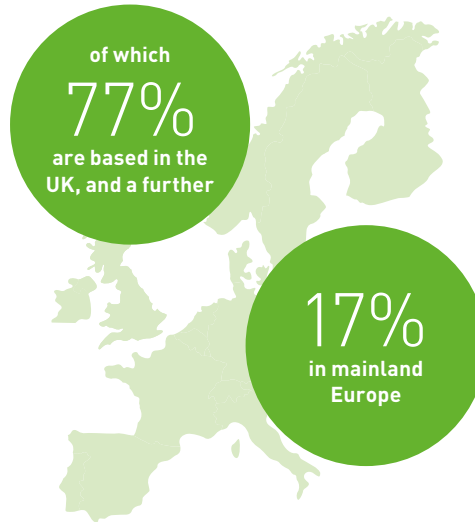 of which
77%
are based in the
UK, and a further
17%
in mainland
Europe